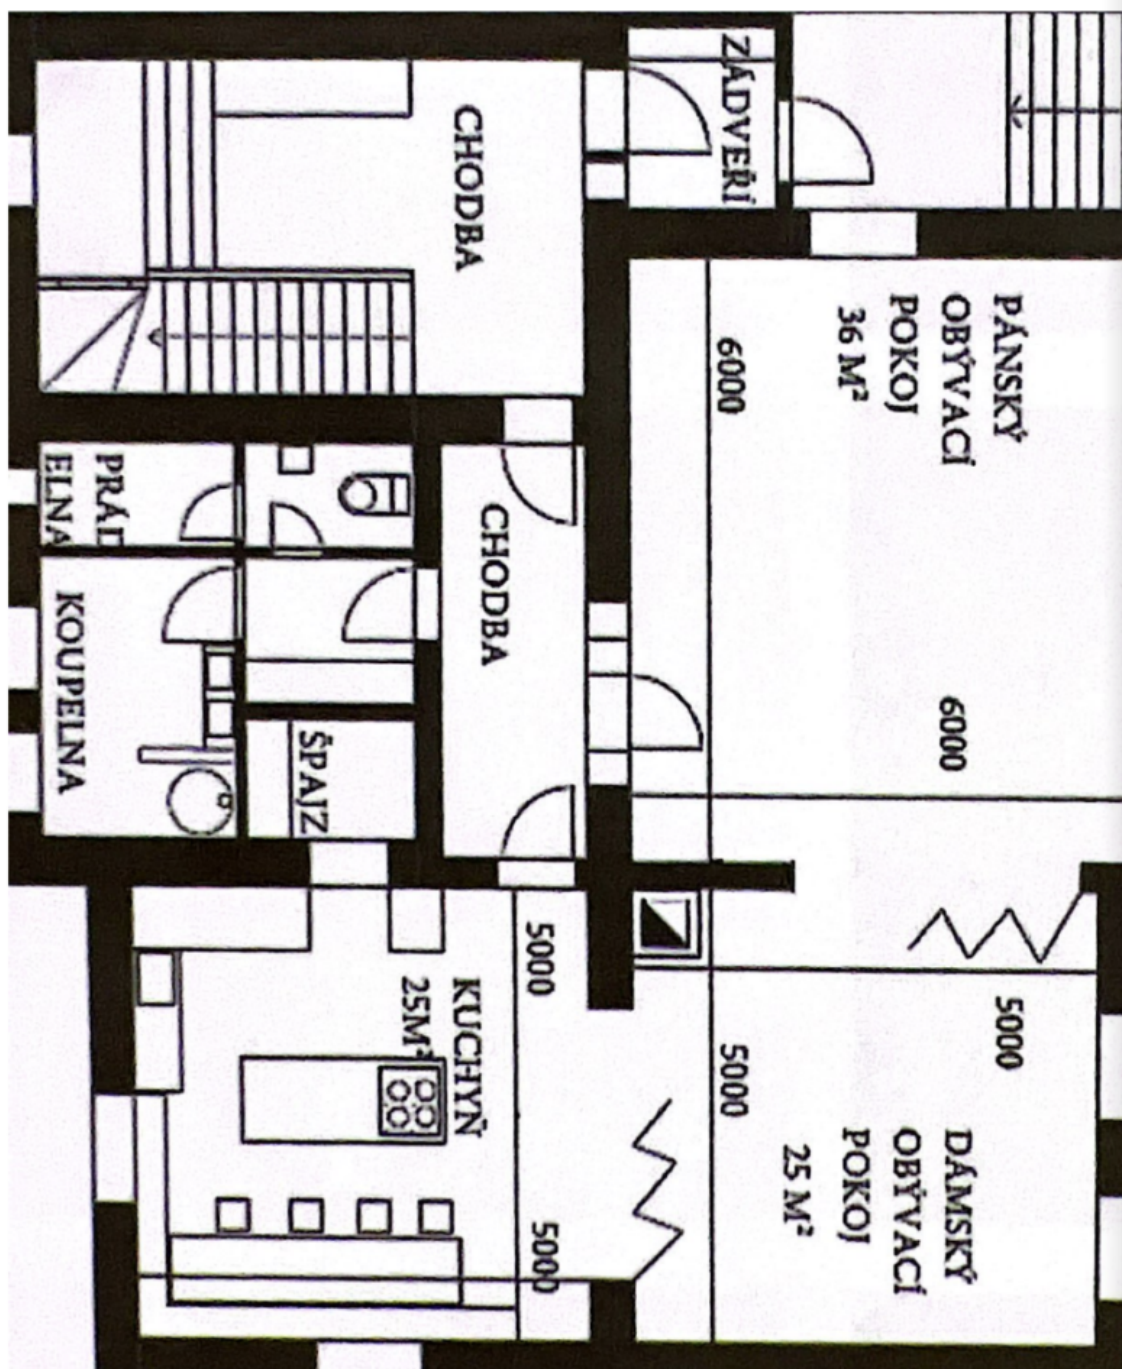 PÁNSKÝ
OBÝVACÍ
POKOJ
36 M²
6000
6000
DÁMSKÝ
OBÝVACÍ
POKOJ
25 M²
5000
5000
ZÁDVEŘÍ
CHODBA
CHODBA
5000
5000
KUCHYŇ
25M²
ŠPAJZ
PRÁD
ELNA
KOUPELNA